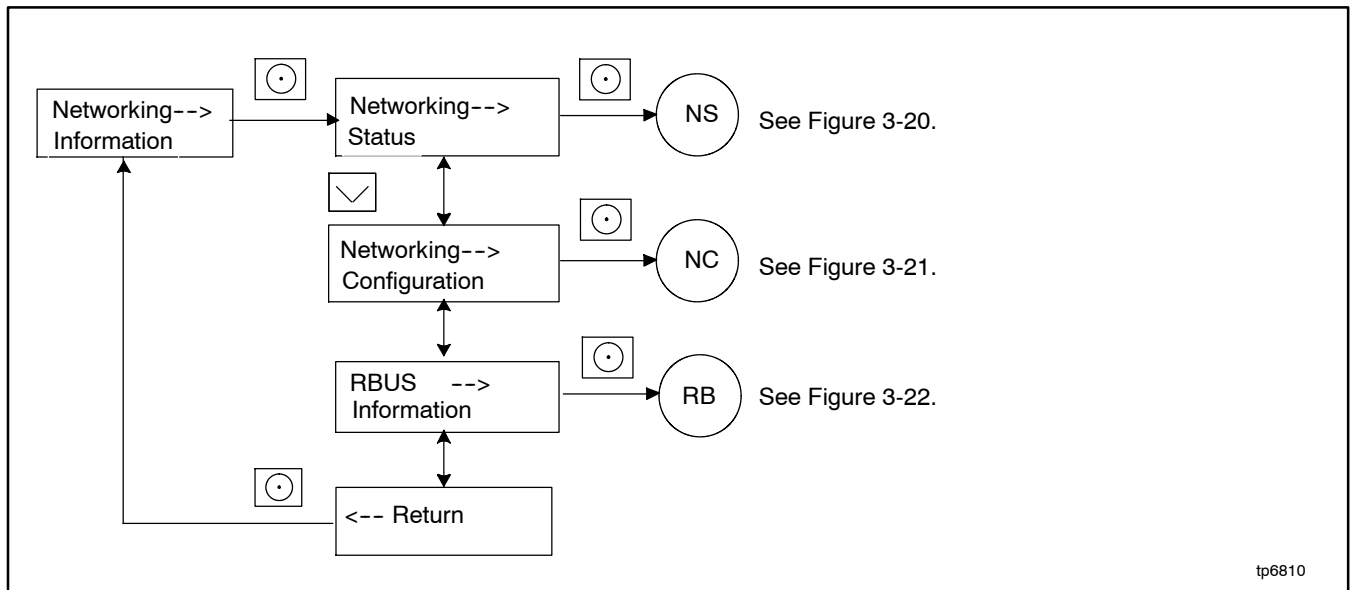 Networking-->
Information
Networking-->
Status
NS
See Figure 3-20.
Networking-->
Configuration
NC
See Figure 3-21.
RBUS -->
Information
RB
See Figure 3-22.
<-- Return
tp6810